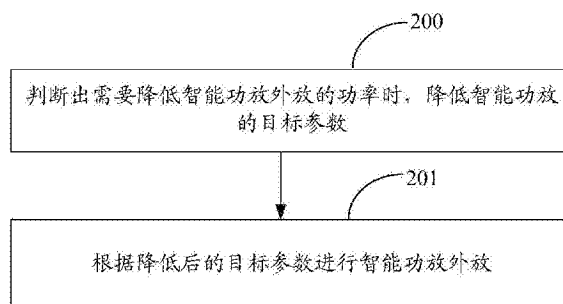 200
判断出需要降低智能功放外放的功率时，降低智能功放
的目标参数
201
根据降低后的目标参数进行智能功放外放